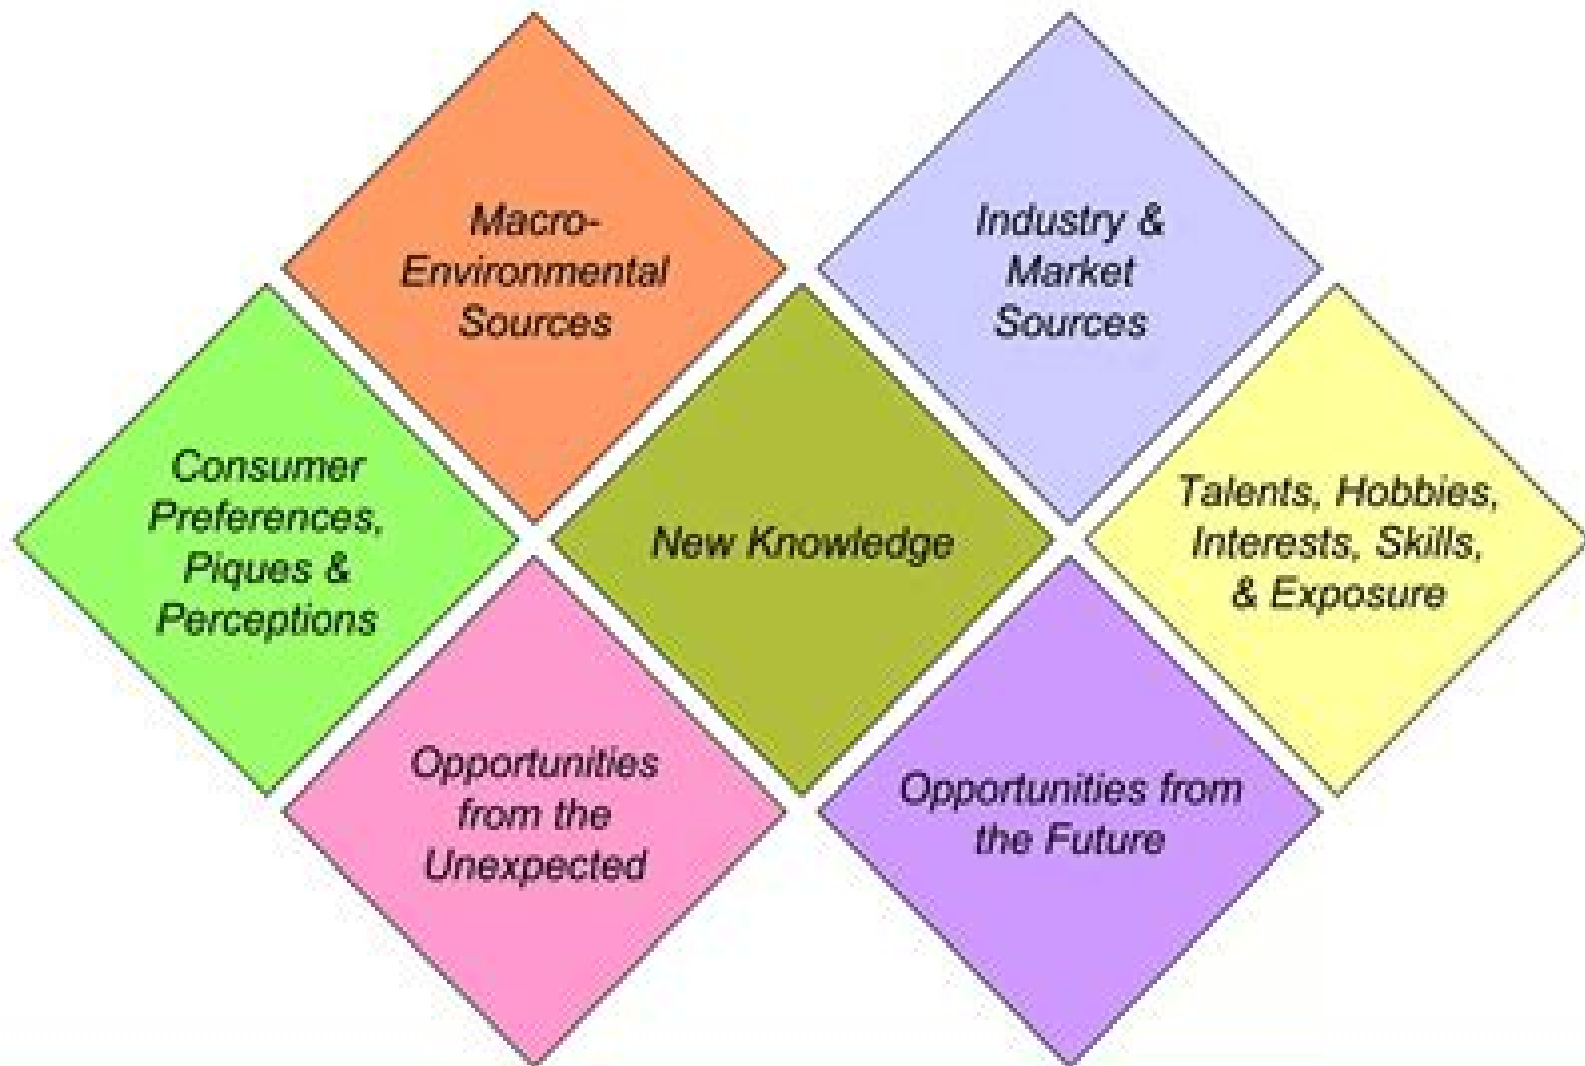 Macro-
Environmental
Sources
Industry &
Market
Sources
Consumer
Preferences,
Piques &
Perceptions
New Knowledge
Talents, Hobbies,
Interests, Skills,
& Exposure
Opportunities
from the
Unexpected
Opportunities from
the Future